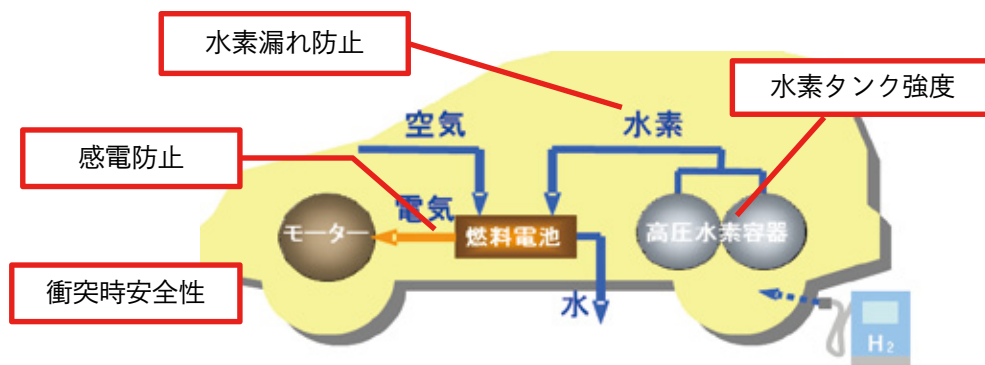 水素漏れ防止
水素タンク強度
空気
水素
感電防止
電気
モーター
燃料電池
高圧水素容器
衝突時安全性
水
H₂